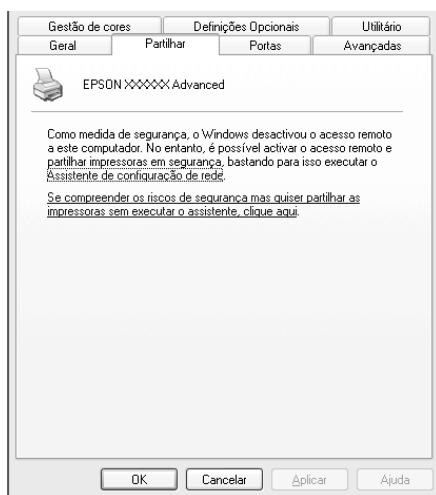 Gestão de cores Definições Opcionais Utilitário
Geral Partilhar Portas Avançadas
EPSON XXXXXX Advanced
Como medida de segurança, o Windows desactivou o acesso remoto
a este computador. No entanto, é possível activar o acesso remoto e
partilhar impressoras em segurança, bastando para isso executar o
Assistente de configuração de rede.
Se compreender os riscos de segurança mas quiser partilhar as
impressoras sem executar o assistente, clique aqui.
OK Cancelar Aplicar Ajuda